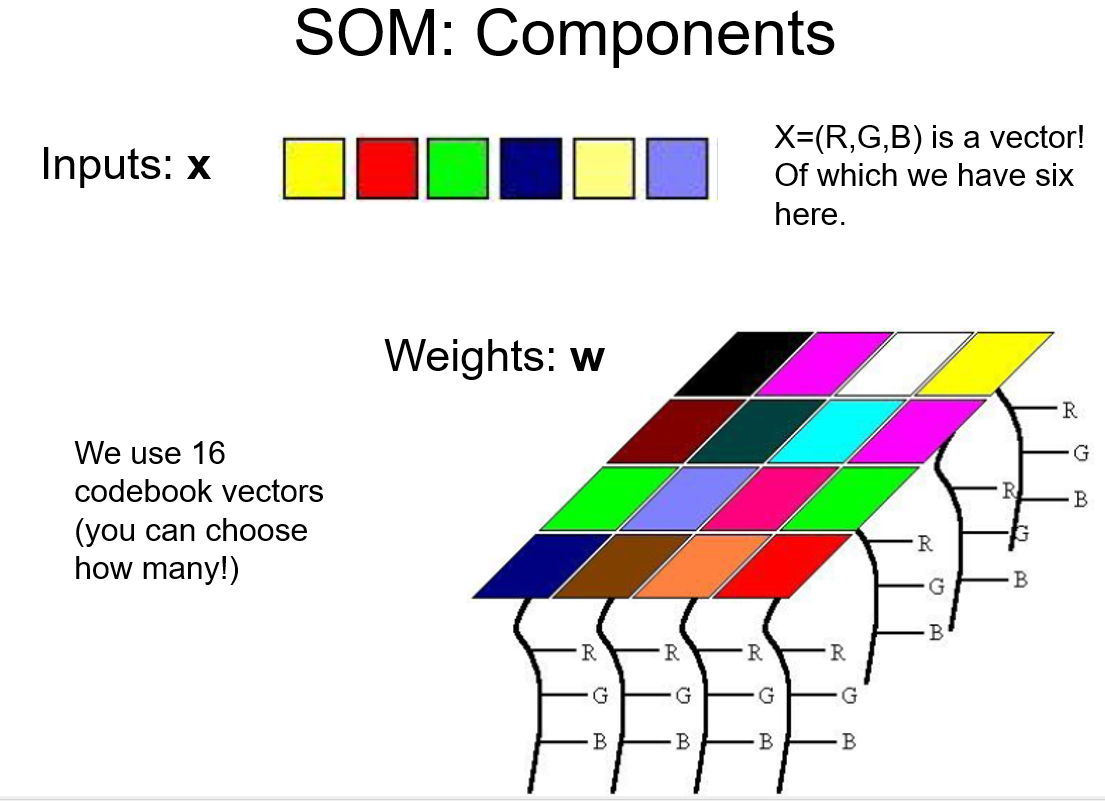 SOM: Components
Inputs: x
X=(R,G,B) is a vector!
Of which we have six
here.
Weights: w
We use 16
codebook vectors
(you can choose
how many!)
R
G
B
R
G
B
R
G
B
R
G
B
R
G
B
R
G
B
R
G
B